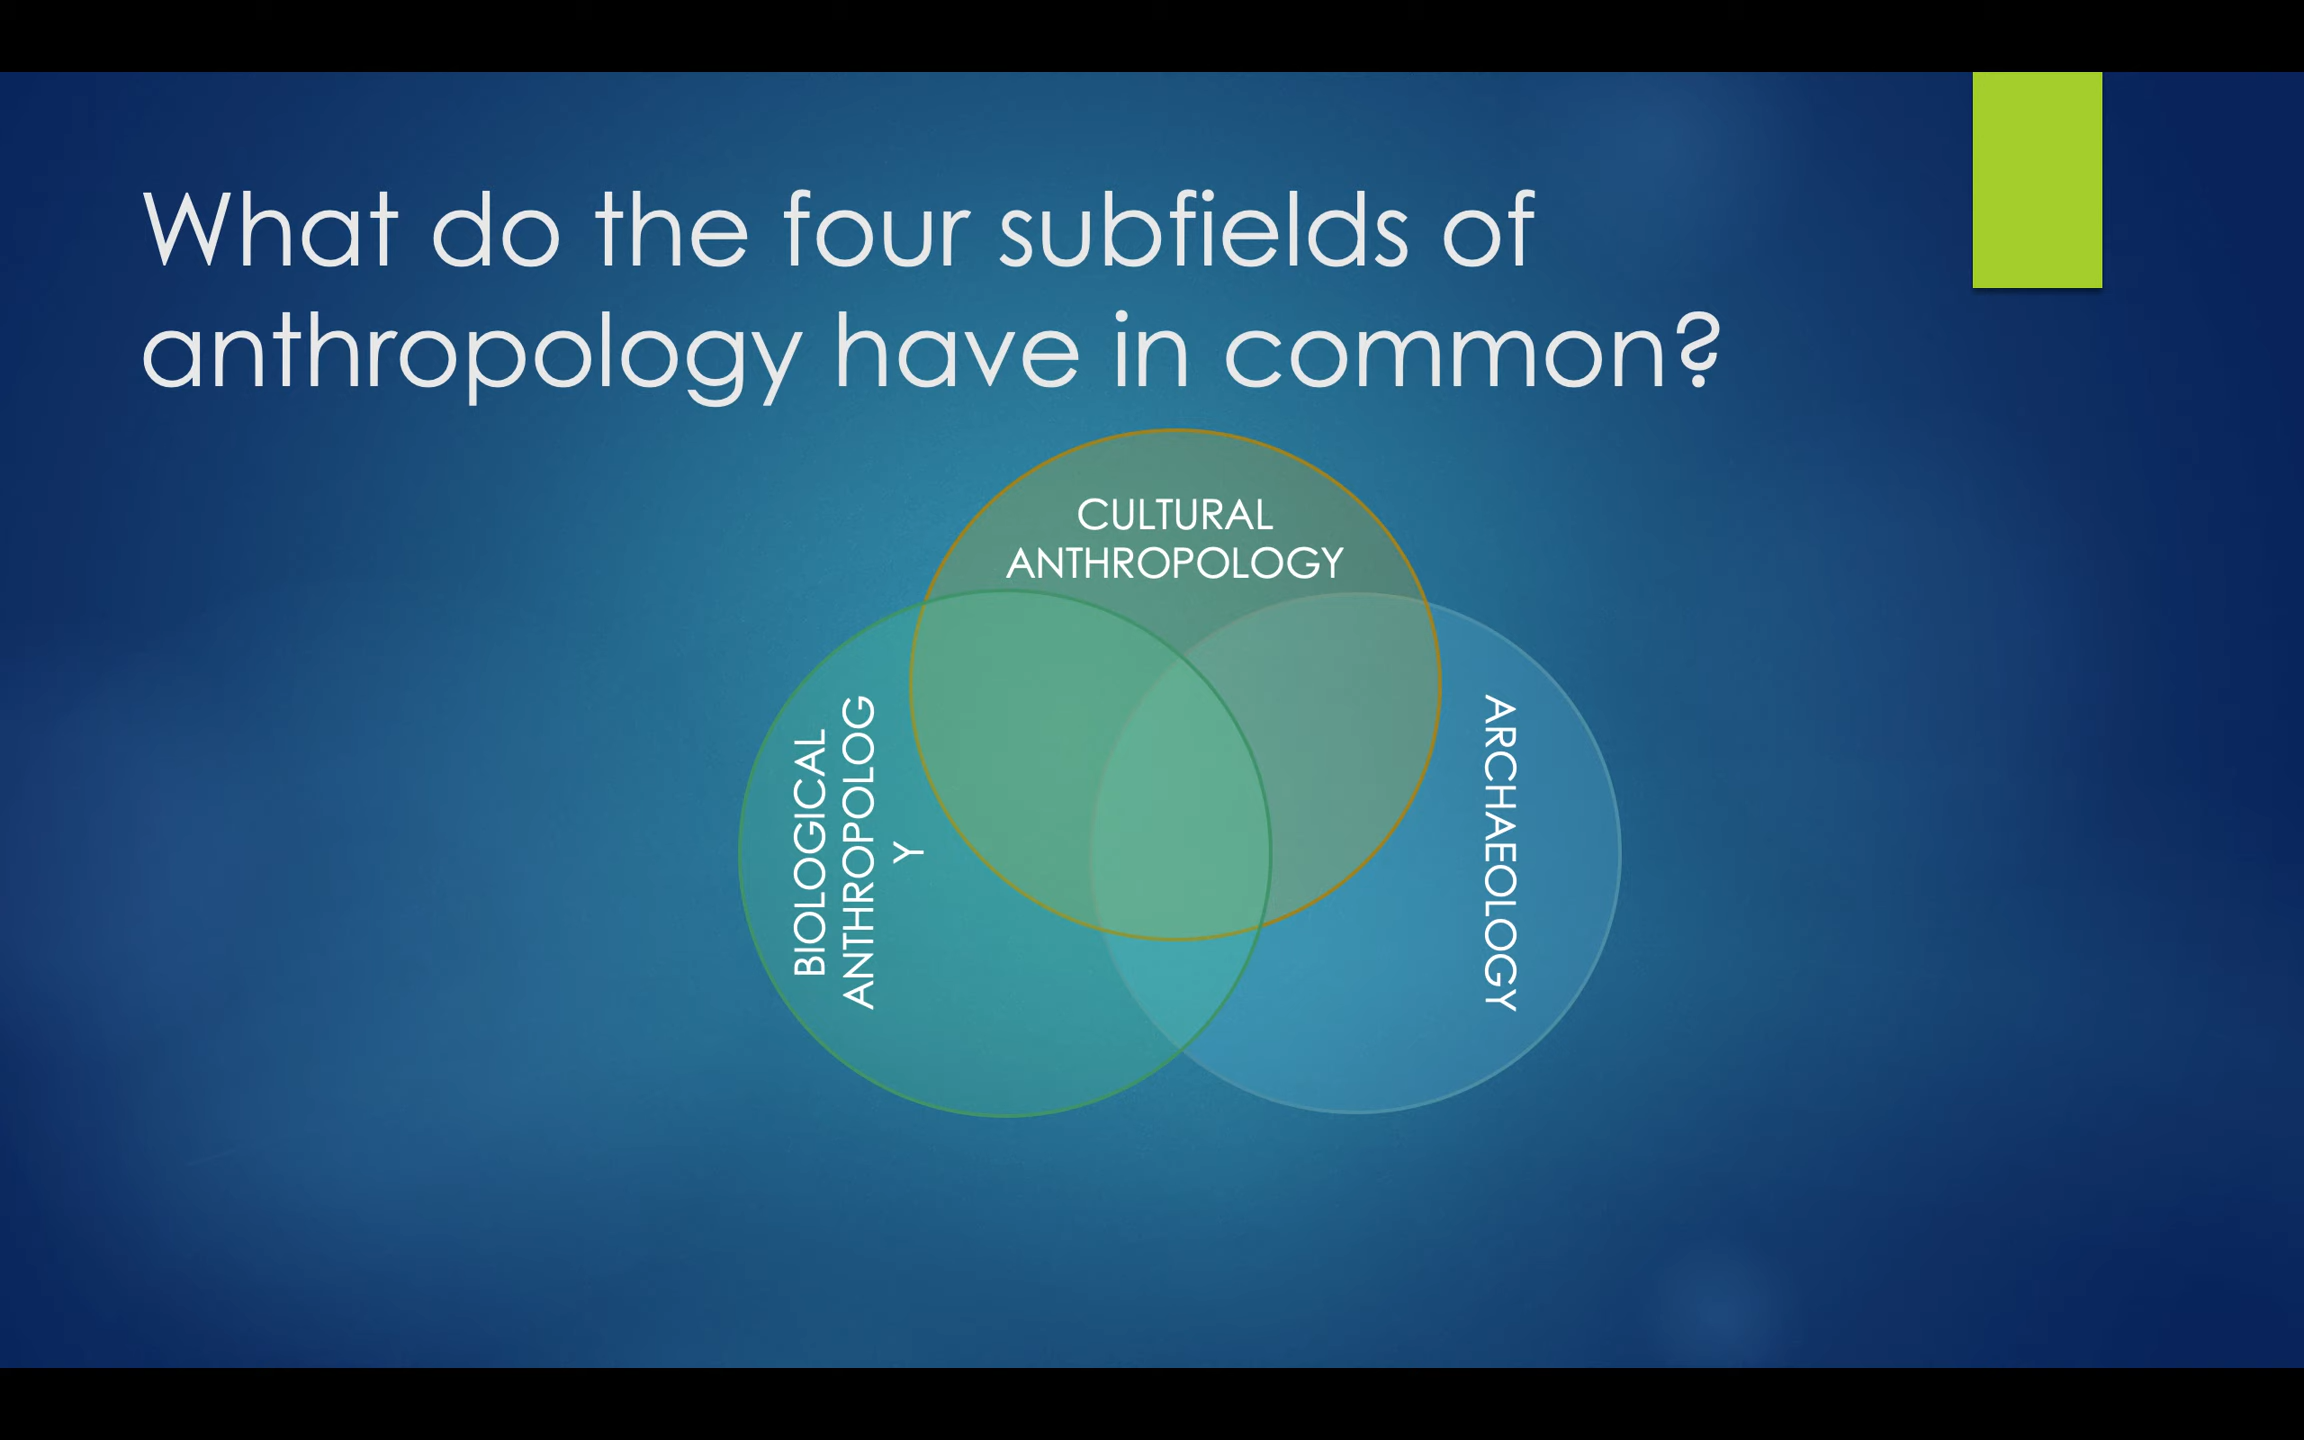 What do the four subfields of
anthropology have in common?
CULTURAL
ANTHROPOLOGY
BIOLOGICAL
ANTHROPOLOG
Y
ARCHAEOLOGY